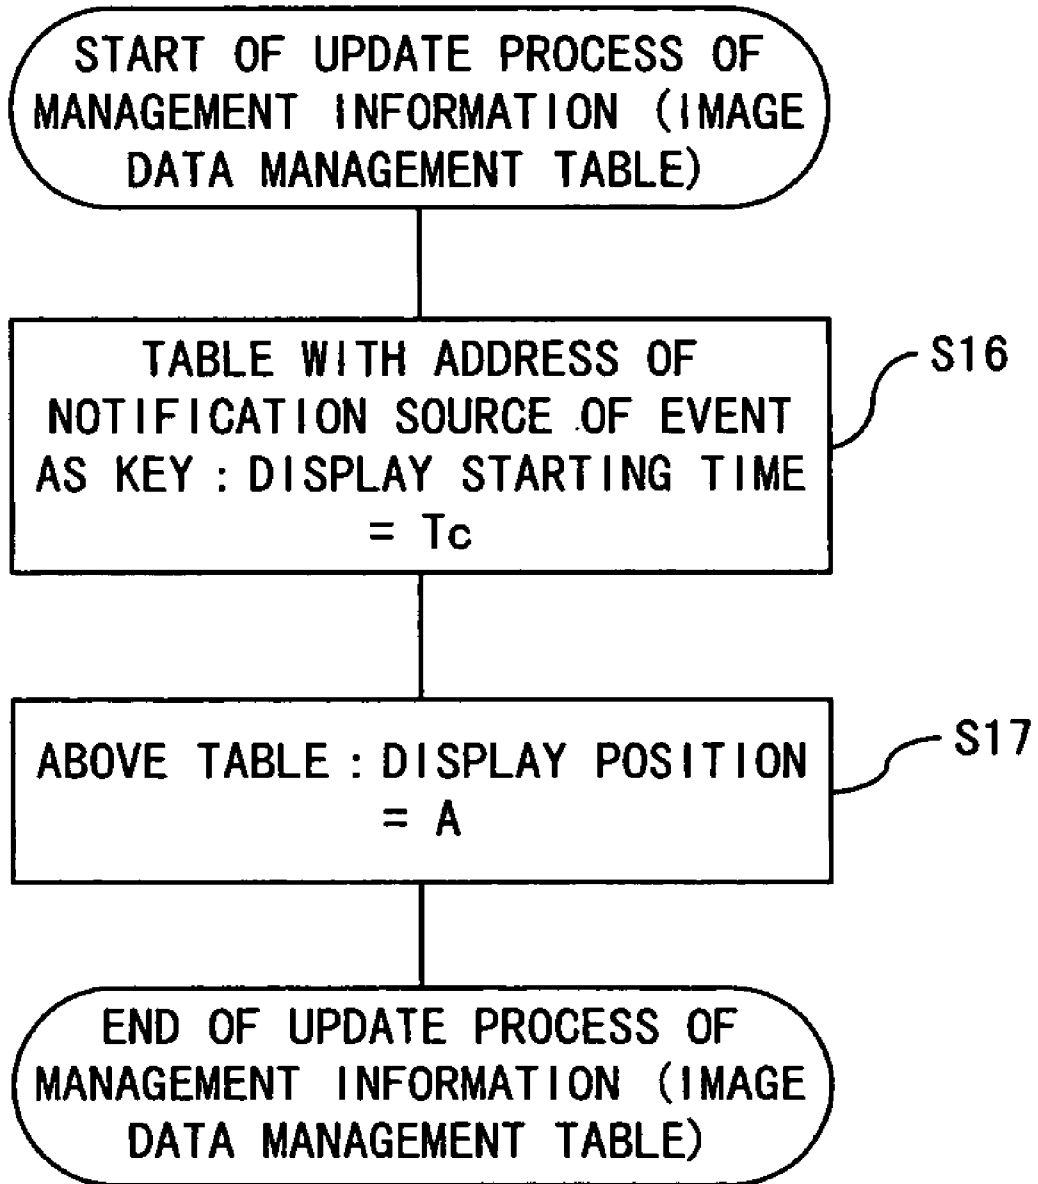 START OF UPDATE PROCESS OF
MANAGEMENT INFORMATION (IMAGE
DATA MANAGEMENT TABLE)
TABLE WITH ADDRESS OF
NOTIFICATION SOURCE OF EVENT
AS KEY : DISPLAY STARTING TIME
= Tc
S16
ABOVE TABLE : DISPLAY POSITION
= A
S17
END OF UPDATE PROCESS OF
MANAGEMENT INFORMATION (IMAGE
DATA MANAGEMENT TABLE)